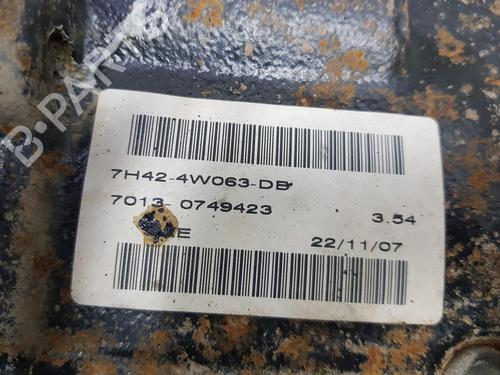 B-PARTS
7H42-4W063-DB
7013 0749423 3.54
E 22/11/07